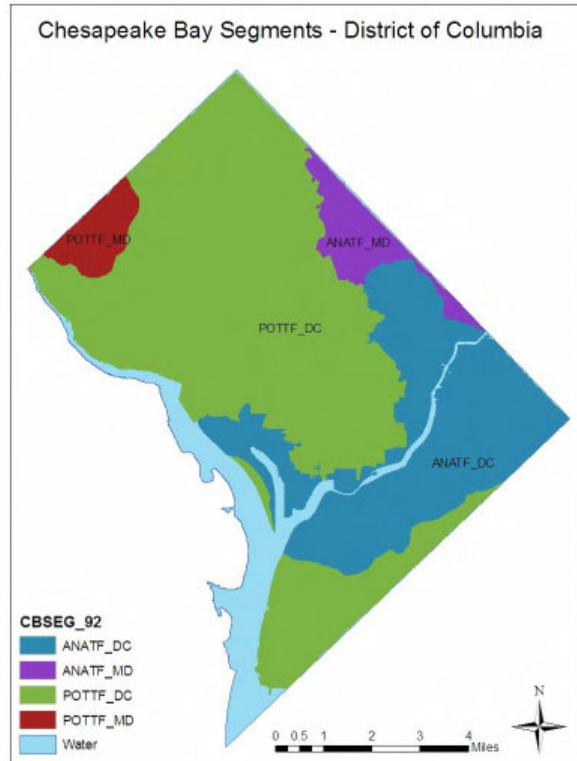 Chesapeake Bay Segments - District of Columbia
POTTF_MD
ANATF_MD
POTTF_DC
ANATF_DC
CBSEG_92
ANATF_DC
ANATF_MD
POTTF_DC
POTTF_MD
Water
N
0 0.5 1 2 3 4
Miles